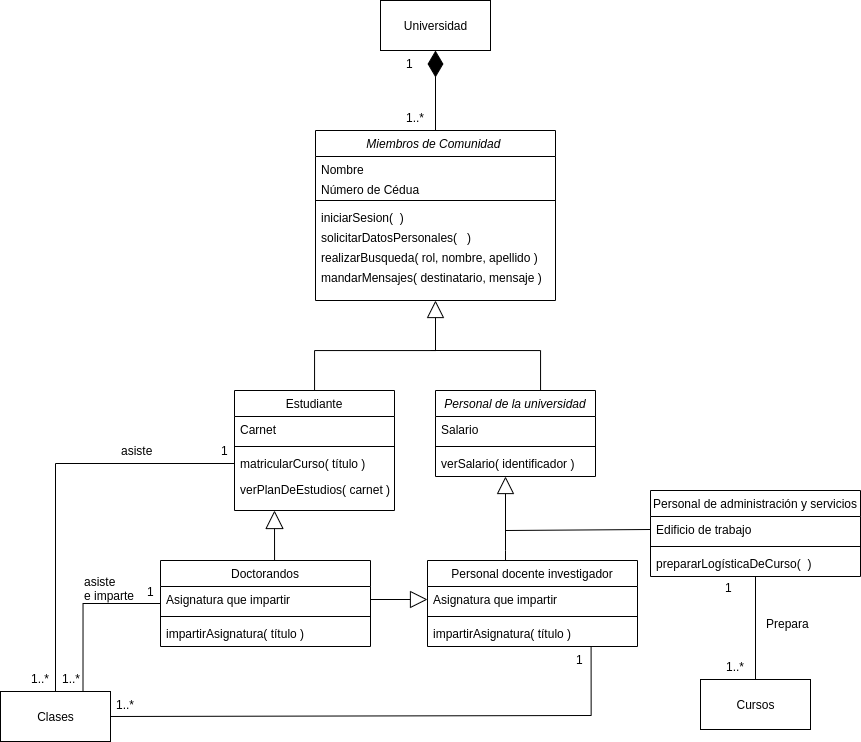 Universidad
1
1..*
Miembros de Comunidad
Nombre
Número de Cédua
iniciarSesion(  )
solicitarDatosPersonales(   )
realizarBusqueda( rol, nombre, apellido )
mandarMensajes( destinatario, mensaje )
Estudiante
Carnet
matricularCurso( título )
verPlanDeEstudios( carnet )
Personal de la universidad
Salario
verSalario( identificador )
asiste
1
Personal de administración y servicios
Edificio de trabajo
prepararLogísticaDeCurso(  )
Doctorandos
Asignatura que impartir
impartirAsignatura( título )
Personal docente investigador
Asignatura que impartir
impartirAsignatura( título )
asiste
e imparte
1
1
Prepara
1..*
1
1..*
1..*
1..*
Clases
Cursos